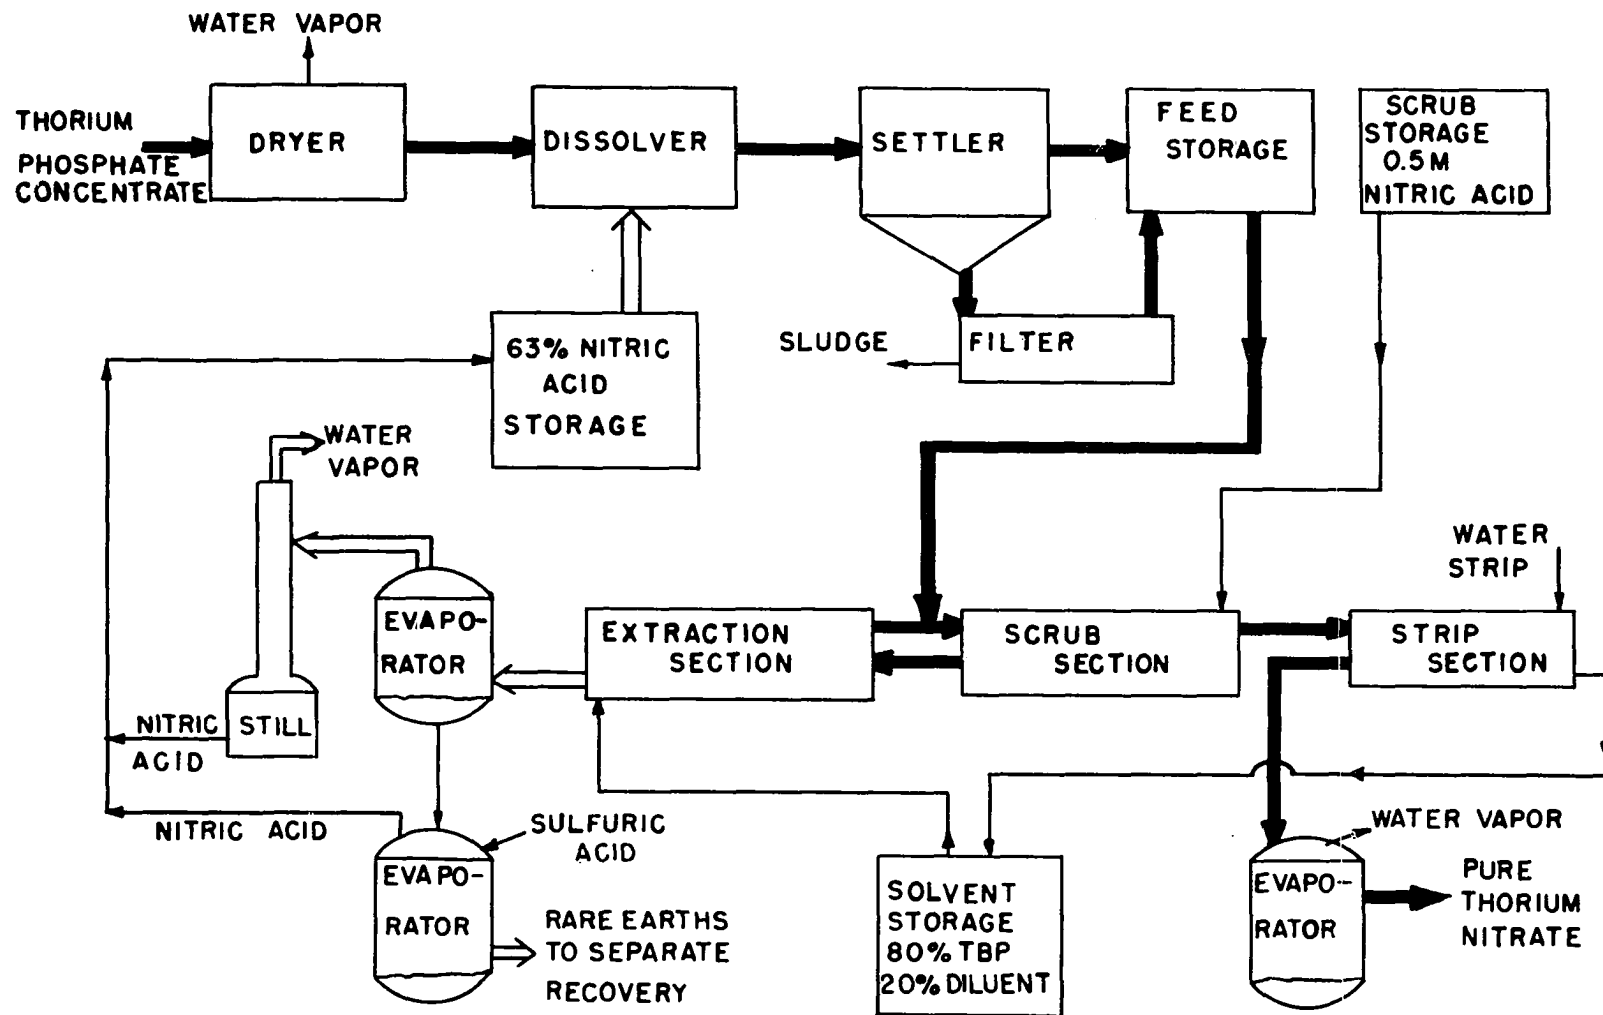 WATER VAPOR
THORIUM
PHOSPHATE
CONCENTRATE
DRYER
DISSOLVER
SETTLER
FEED
STORAGE
SCRUB
STORAGE
0.5M
NITRIC ACID
63% NITRIC
ACID
STORAGE
SLUDGE
FILTER
WATER
VAPOR
WATER
STRIP
EVAPO-
RATOR
EXTRACTION
SECTION
SCRUB
SECTION
STRIP
SECTION
STILL
NITRIC
ACID
NITRIC ACID
SULFURIC
ACID
EVAPO-
RATOR
RARE EARTHS
TO SEPARATE
RECOVERY
SOLVENT
STORAGE
80% TBP
20% DILUENT
WATER VAPOR
EVAPO-
RATOR
PURE
THORIUM
NITRATE